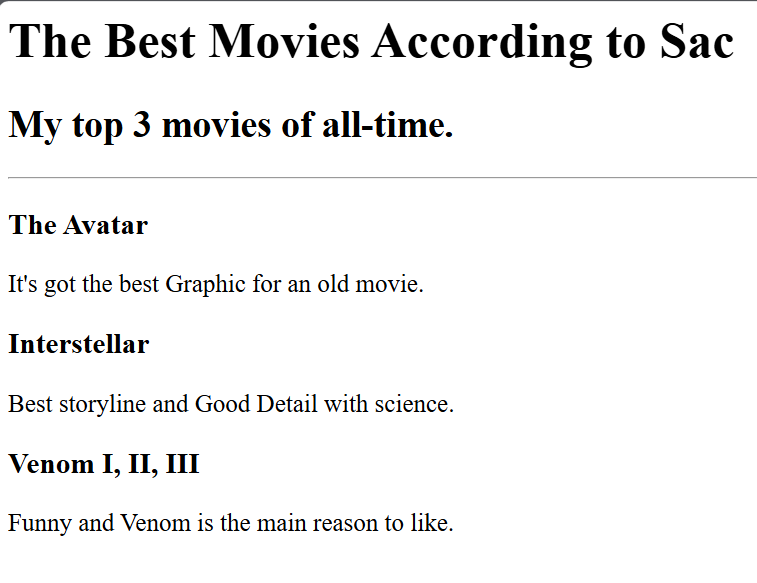 The Best Movies According to Sac
My top 3 movies of all-time.
The Avatar
It's got the best Graphic for an old movie.
Interstellar
Best storyline and Good Detail with science.
Venom I, II, III
Funny and Venom is the main reason to like.